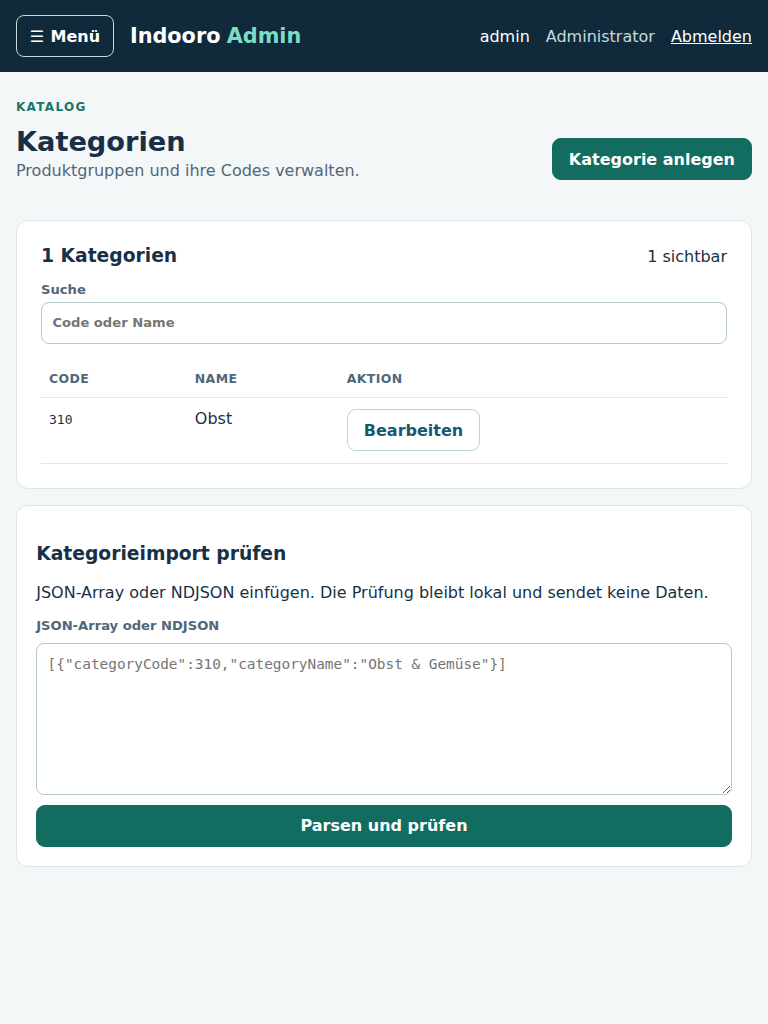 ☰ Menü
Indooro Admin
admin Administrator Abmelden
KATALOG
Kategorien
Produktgruppen und ihre Codes verwalten.
Kategorie anlegen
1 Kategorien
1 sichtbar
Suche
Code oder Name
CODE NAME AKTION
310 Obst Bearbeiten
Kategorieimport prüfen
JSON-Array oder NDJSON einfügen. Die Prüfung bleibt lokal und sendet keine Daten.
JSON-Array oder NDJSON
[{"categoryCode":310,"categoryName":"Obst & Gemüse"}]
Parsen und prüfen